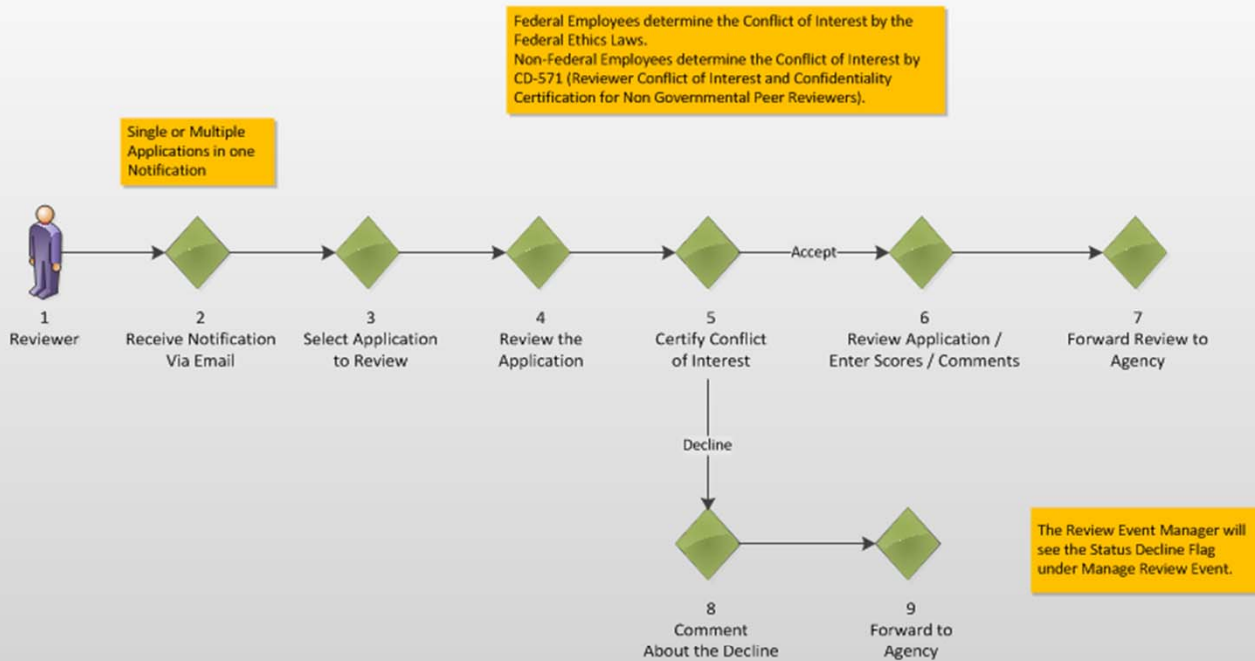 Federal Employees determine the Conflict of Interest by the
Federal Ethics Laws.
Non-Federal Employees determine the Conflict of Interest by
CD-571 (Reviewer Conflict of Interest and Confidentiality
Certification for Non Governmental Peer Reviewers).
Single or Multiple
Applications in one
Notification
1
Reviewer
2
Receive Notification
Via Email
3
Select Application
to Review
4
Review the
Application
5
Certify Conflict
of Interest
Accept
6
Review Application /
Enter Scores / Comments
7
Forward Review to
Agency
Decline
8
Comment
About the Decline
9
Forward to
Agency
The Review Event Manager will
see the Status Decline Flag
under Manage Review Event.